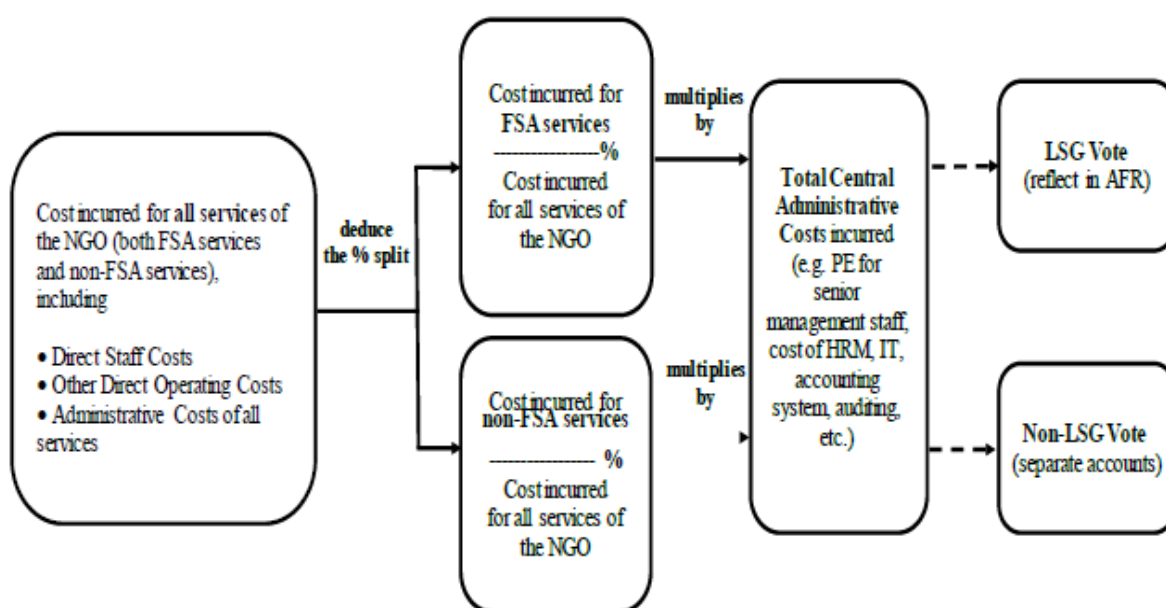 Cost incurred for all services of
the NGO (both FSA services
and non-FSA services),
including
• Direct Staff Costs
• Other Direct Operating Costs
• Administrative Costs of all
services
deduce
the % split
Cost incurred for
FSA services
------------------%
Cost incurred
for all services of
the NGO
Cost incurred for
non-FSA services
----------------- %
Cost incurred
for all services of
the NGO
multiplies
by
multiplies
by
Total Central
Administrative
Costs incurred
(e.g. PE for
senior
management staff,
cost of HRM, IT,
accounting
system, auditing,
etc.)
LSG Vote
(reflect in AFR)
Non-LSG Vote
(separate accounts)